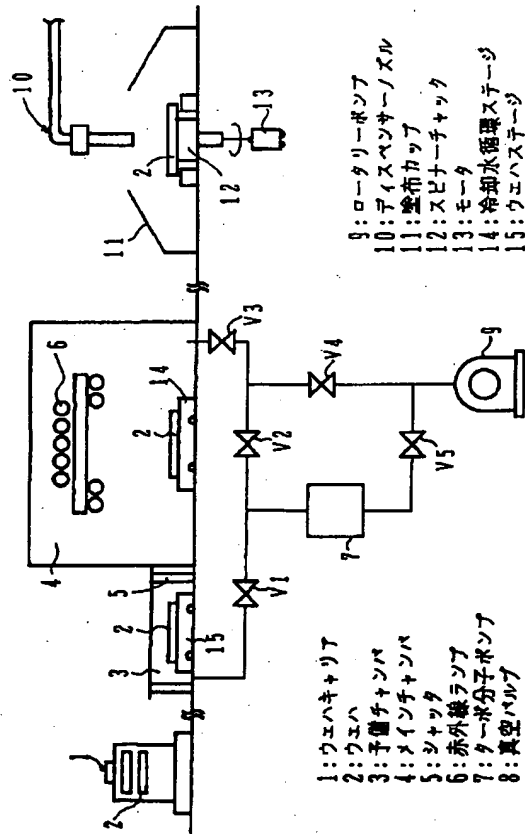 10
11
2
12
13
6
4
2
14
5
2
3
15
1
2
V1
V2
V3
V4
V5
7
9
1:ウェハキャリア
2:ウェハ
3:予備チャンバ
4:メインチャンバ
5:シャッタ
6:赤外線ランプ
7:ターボ分子ポンプ
8:真空バルブ
9:ロータリーポンプ
10:ディスペンサーノズル
11:塗布カップ
12:スピナーチャック
13:モータ
14:冷却水循環ステージ
15:ウェハステージ